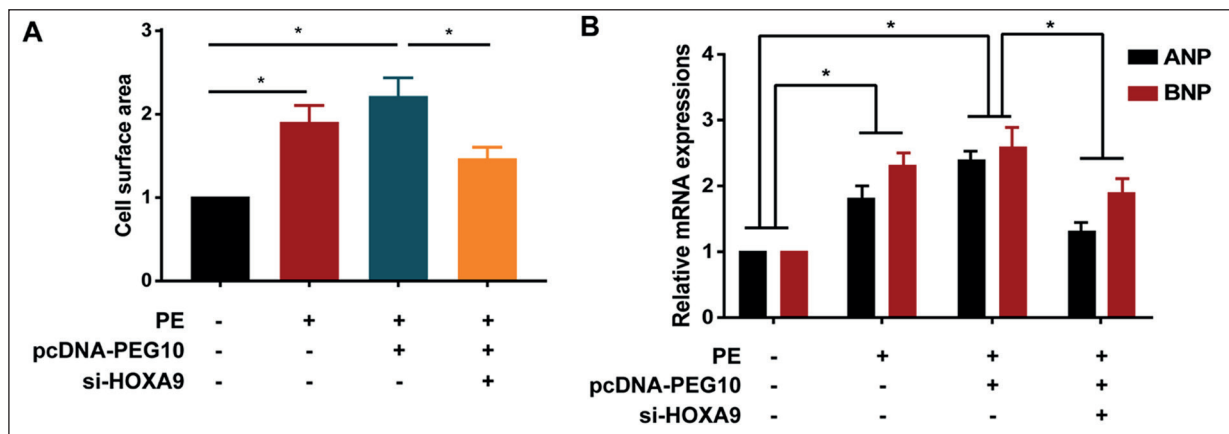 A
Cell surface area
3
2
1
0
*
*
*
PE - + + +
pcDNA-PEG10 - - + +
si-HOXA9 - - - +
B
Relative mRNA expressions
4
3
2
1
0
*
*
*
ANP
BNP
PE - + + +
pcDNA-PEG10 - - + +
si-HOXA9 - - - +